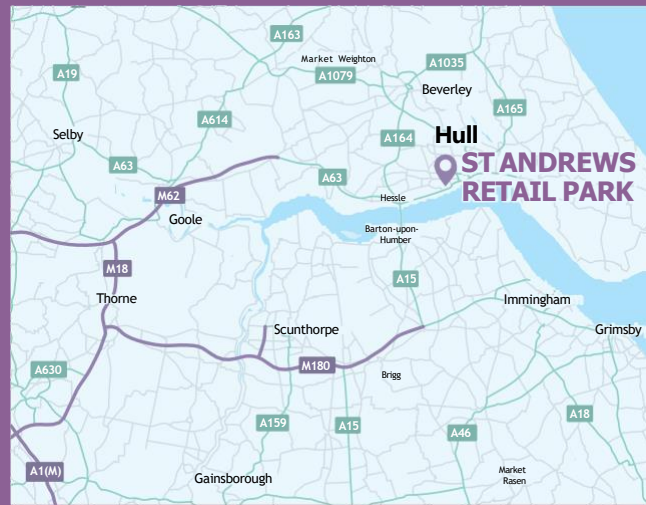 A163
Market Weighton
A1035
A19
A1079
Beverley
A165
A614
Selby
A164
Hull
ST ANDREWS
RETAIL PARK
A63
A63
M62
Hessle
Goole
Barton-upon-
Humber
M18
A15
Thorne
Immingham
Scunthorpe
Grimsby
M180
A630
Brigg
A159
A15
A18
A46
A1(M)
Gainsborough
Market
Rasen